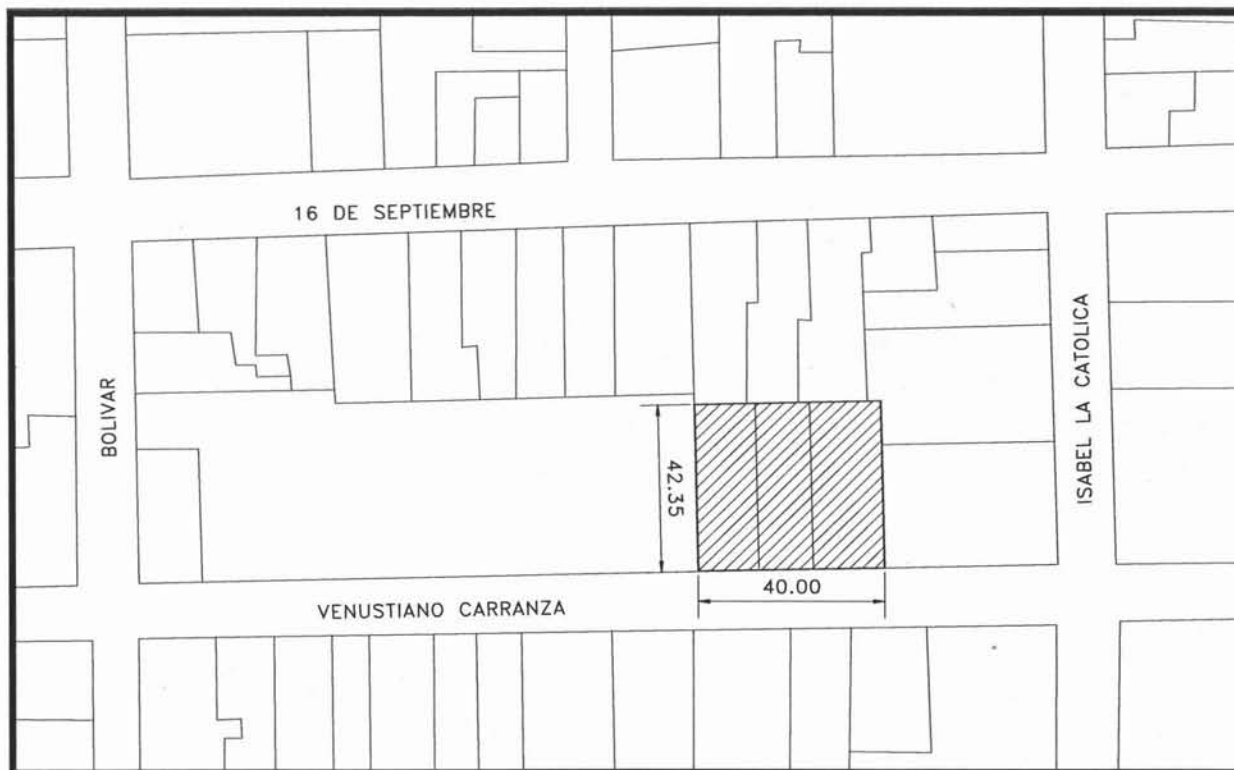 16 DE SEPTIEMBRE
BOLIVAR
ISABEL LA CATOLICA
42.35
40.00
VENUSTIANO CARRANZA